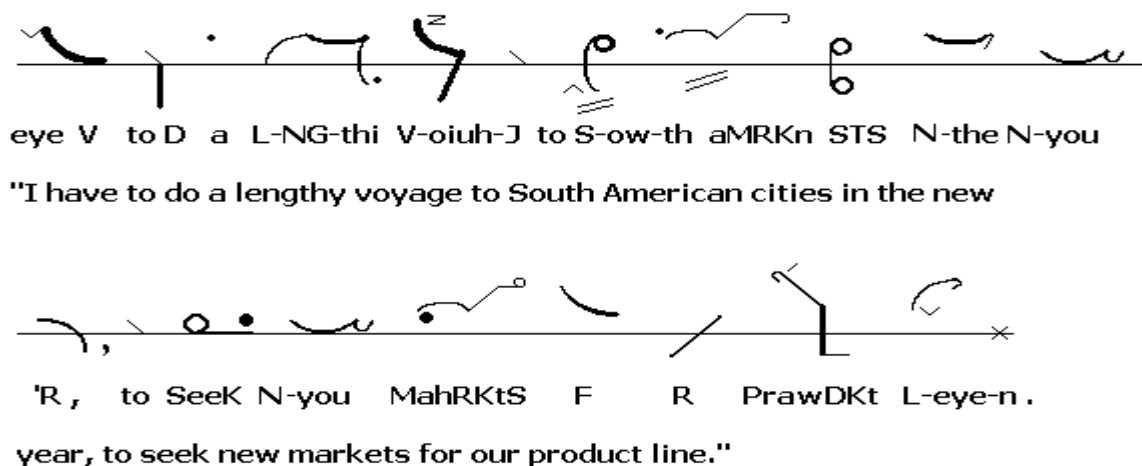 eye V to D a L-NG-thi V-oiuh-J to S-ow-th aMRKn STS N-the N-you
"I have to do a lengthy voyage to South American cities in the new
'R , to SeeK N-you MahRKtS F R PrawDKt L-eye-n .
year, to seek new markets for our product line."